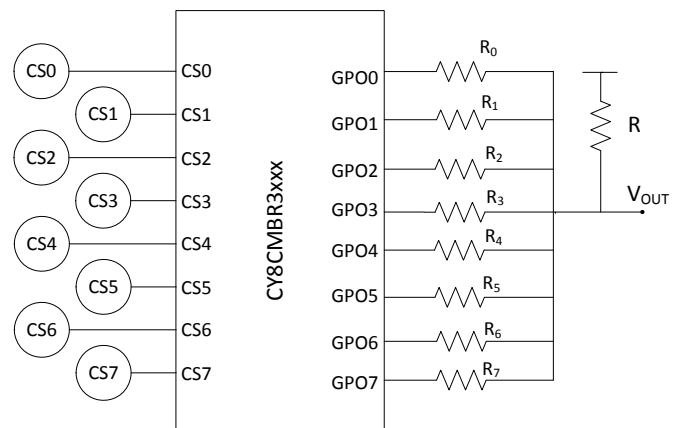 CS0
CS1
CS2
CS3
CS4
CS5
CS6
CS7
CS0
CS1
CS2
CS3
CS4
CS5
CS6
CS7
CY8CMBR3xxx
GPO0
GPO1
GPO2
GPO3
GPO4
GPO5
GPO6
GPO7
R0
R1
R2
R3
R4
R5
R6
R7
R
VOUT